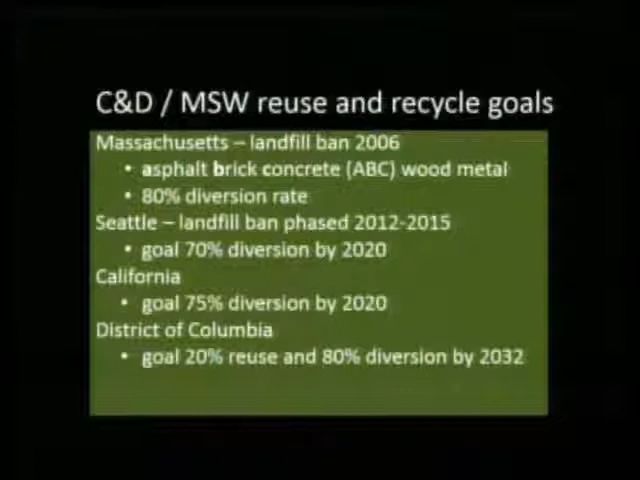 C&D / MSW reuse and recycle goals
Massachusetts – landfill ban 2006
• asphalt brick concrete (ABC) wood metal
• 80% diversion rate
Seattle – landfill ban phased 2012-2015
• goal 70% diversion by 2020
California
• goal 75% diversion by 2020
District of Columbia
• goal 20% reuse and 80% diversion by 2032